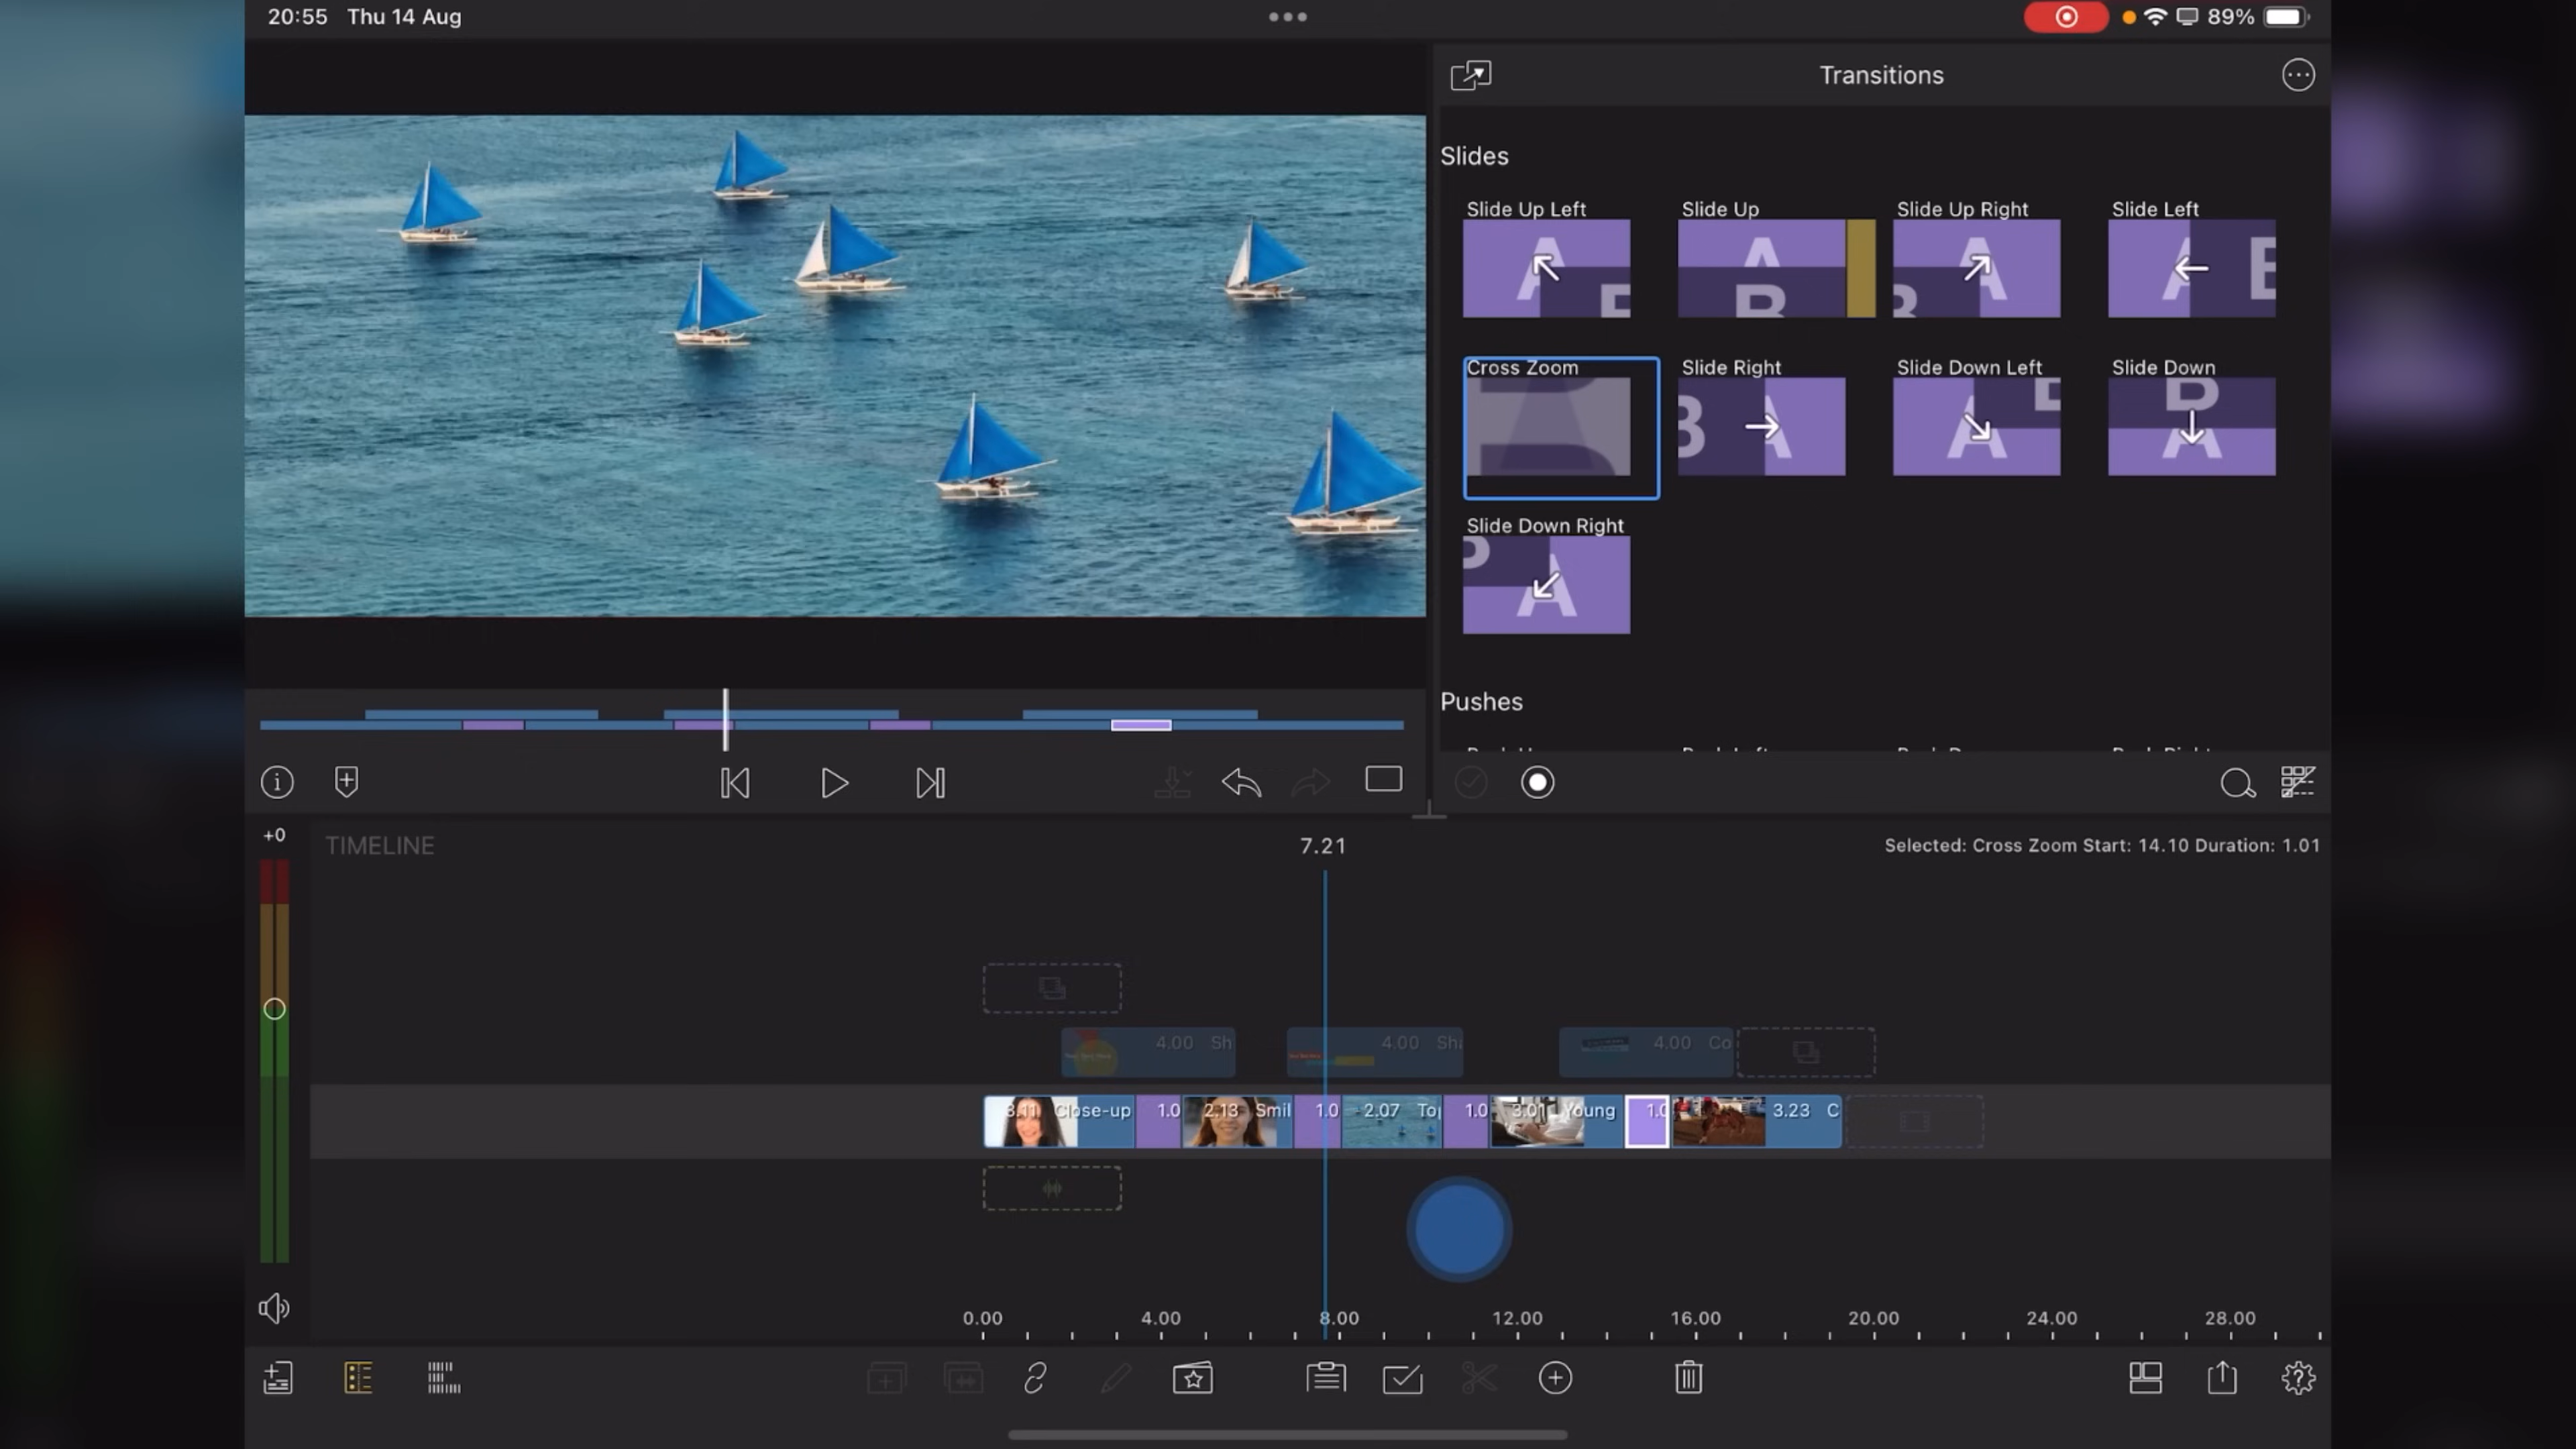 20:55 Thu 14 Aug
89%
Transitions
Slides
Slide Up Left
Slide Up
Slide Up Right
Slide Left
Cross Zoom
Slide Right
Slide Down Left
Slide Down
Slide Down Right
Pushes
+0
TIMELINE
7.21
Selected: Cross Zoom Start: 14.10 Duration: 1.01
4.00 Sh
4.00 Sh
4.00 Co
3.11 Close-up
1.0
2.13 Smil
1.0
2.07 To
1.0
3.01 Young
1.0
3.23 C
0.00
4.00
8.00
12.00
16.00
20.00
24.00
28.00